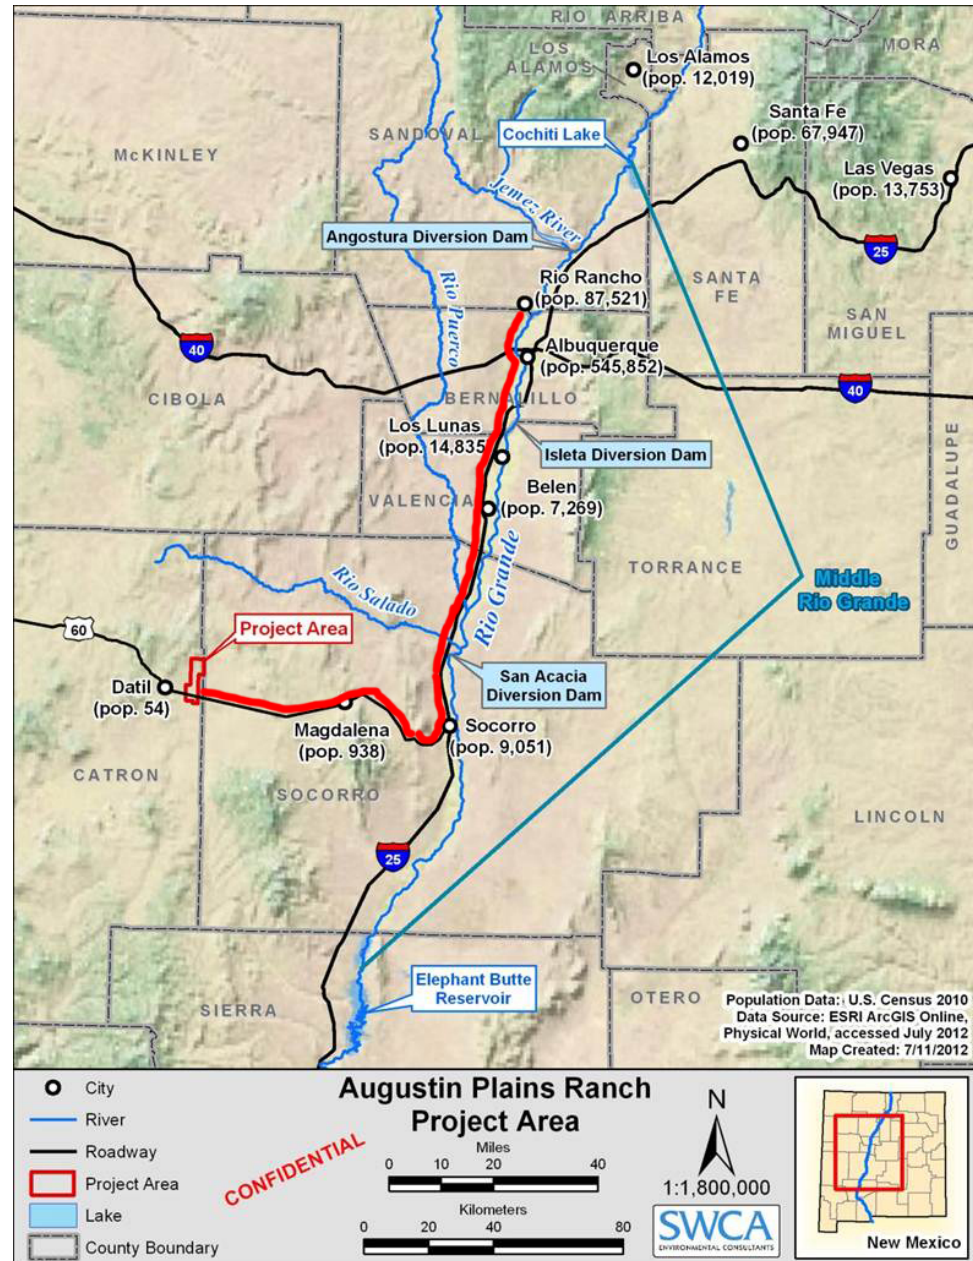 RIO ARRIBA
LOS
ALAMOS
Los Alamos
(pop. 12,019)
MORA
Santa Fe
(pop. 67,947)
SANDOVAL
McKINLEY
Cochiti Lake
Las Vegas
(pop. 13,753)
Jemez River
Angostura Diversion Dam
25
Rio Rancho
(pop. 87,521)
SANTA
FE
SAN
MIGUEL
Rio Puerco
40
Albuquerque
(pop. 545,852)
40
CIBOLA
BERNALILLO
Los Lunas
(pop. 14,835)
Isleta Diversion Dam
GUADALUPE
Belen
(pop. 7,269)
VALENCIA
TORRANCE
Middle
Rio Grande
Rio Salado
Rio Grande
60
Project Area
San Acacia
Diversion Dam
Datil
(pop. 54)
Magdalena
(pop. 938)
Socorro
(pop. 9,051)
CATRON
SOCORRO
LINCOLN
25
Elephant Butte
Reservoir
SIERRA
OTERO
Population Data: U.S. Census 2010
Data Source: ESRI ArcGIS Online,
Physical World, accessed July 2012
Map Created: 7/11/2012
City
River
Roadway
Project Area
Lake
County Boundary
Augustin Plains Ranch
Project Area
CONFIDENTIAL
Miles
0 10 20 40
Kilometers
0 20 40 80
N
1:1,800,000
SWCA
ENVIRONMENTAL CONSULTANTS
New Mexico